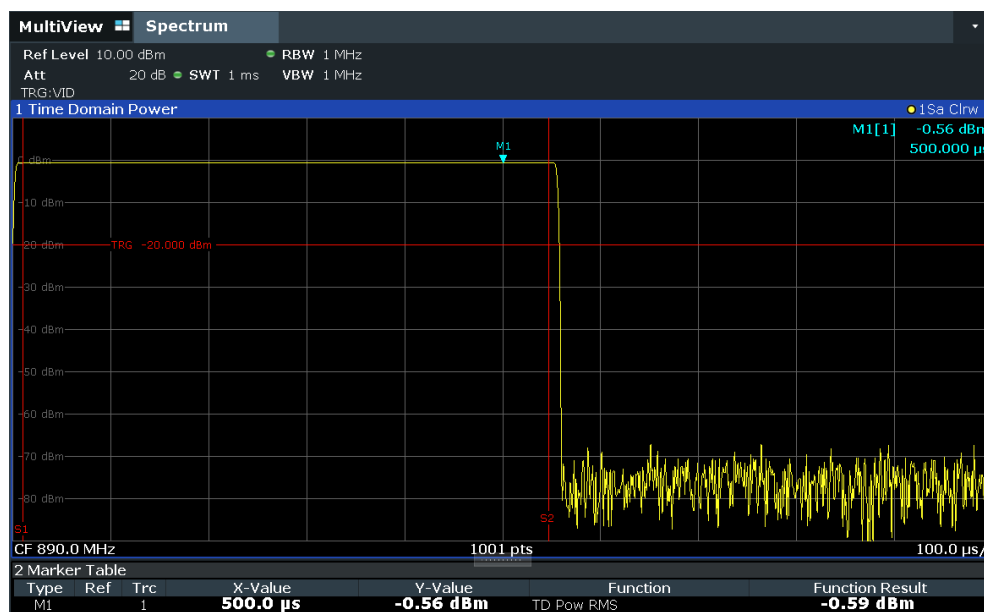 MultiView Spectrum
Ref Level 10.00 dBm RBW 1 MHz
Att 20 dB SWT 1 ms VBW 1 MHz
TRG:VID
1 Time Domain Power 1Sa Clrw
M1[1] -0.56 dBm
500.000 µs
M1
0 dBm
-10 dBm
-20 dBm TRG -20.000 dBm
-30 dBm
-40 dBm
-50 dBm
-60 dBm
-70 dBm
-80 dBm
S1 S2
CF 890.0 MHz 1001 pts 100.0 µs/
2 Marker Table
Type Ref Trc X-Value Y-Value Function Function Result
M1 1 500.0 µs -0.56 dBm TD Pow RMS -0.59 dBm